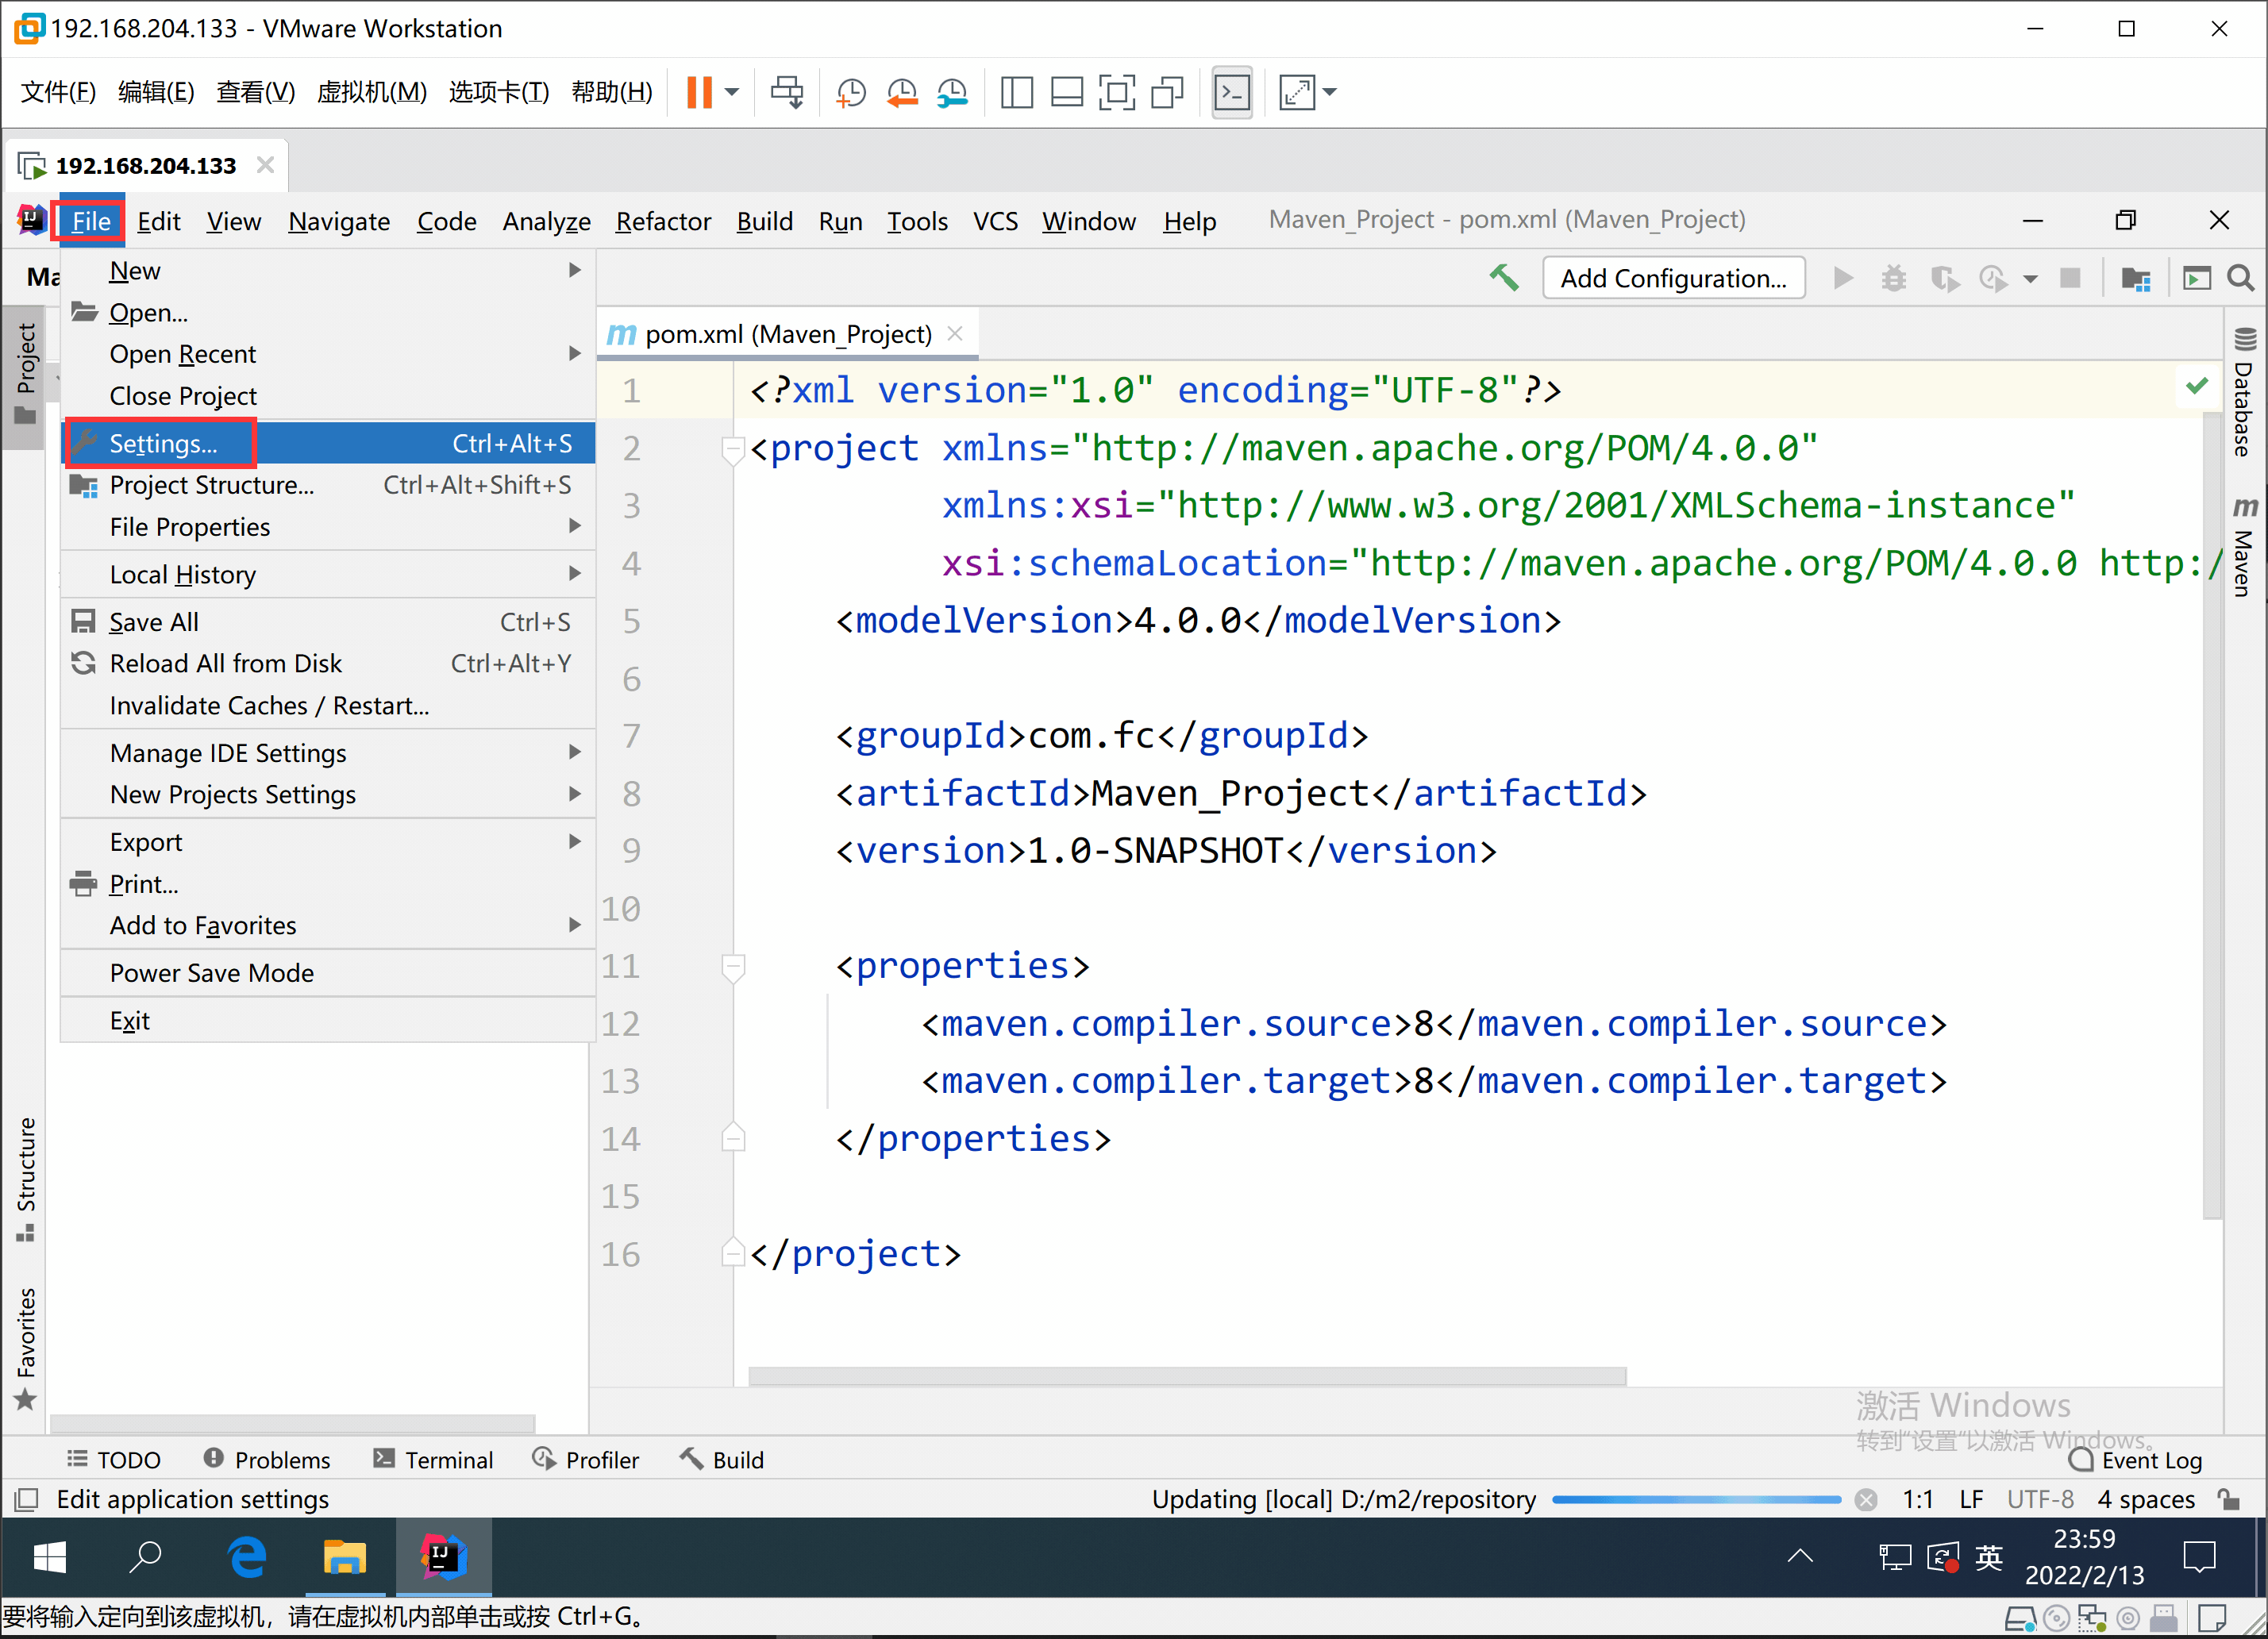 192.168.204.133 - VMware Workstation
文件(F) 编辑(E) 查看(V) 虚拟机(M) 选项卡(T) 帮助(H)
192.168.204.133
File Edit View Navigate Code Analyze Refactor Build Run Tools VCS Window Help Maven_Project - pom.xml (Maven_Project)
Ma
Add Configuration...
New
Open...
Open Recent
Close Project
Settings... Ctrl+Alt+S
Project Structure... Ctrl+Alt+Shift+S
File Properties
Local History
Save All Ctrl+S
Reload All from Disk Ctrl+Alt+Y
Invalidate Caches / Restart...
Manage IDE Settings
New Projects Settings
Export
Print...
Add to Favorites
Power Save Mode
Exit
Project
Structure
Favorites
pom.xml (Maven_Project)
1 <?xml version="1.0" encoding="UTF-8"?>
2 <project xmlns="http://maven.apache.org/POM/4.0.0"
3 xmlns:xsi="http://www.w3.org/2001/XMLSchema-instance"
4 xsi:schemaLocation="http://maven.apache.org/POM/4.0.0 http:/
5 <modelVersion>4.0.0</modelVersion>
6
7 <groupId>com.fc</groupId>
8 <artifactId>Maven_Project</artifactId>
9 <version>1.0-SNAPSHOT</version>
10
11 <properties>
12 <maven.compiler.source>8</maven.compiler.source>
13 <maven.compiler.target>8</maven.compiler.target>
14 </properties>
15
16 </project>
Database
Maven
激活 Windows
转到"设置"以激活 Windows。
TODO Problems Terminal Profiler Build Event Log
Edit application settings Updating [local] D:/m2/repository 1:1 LF UTF-8 4 spaces
英
23:59
2022/2/13
要将输入定向到该虚拟机，请在虚拟机内部单击或按 Ctrl+G。